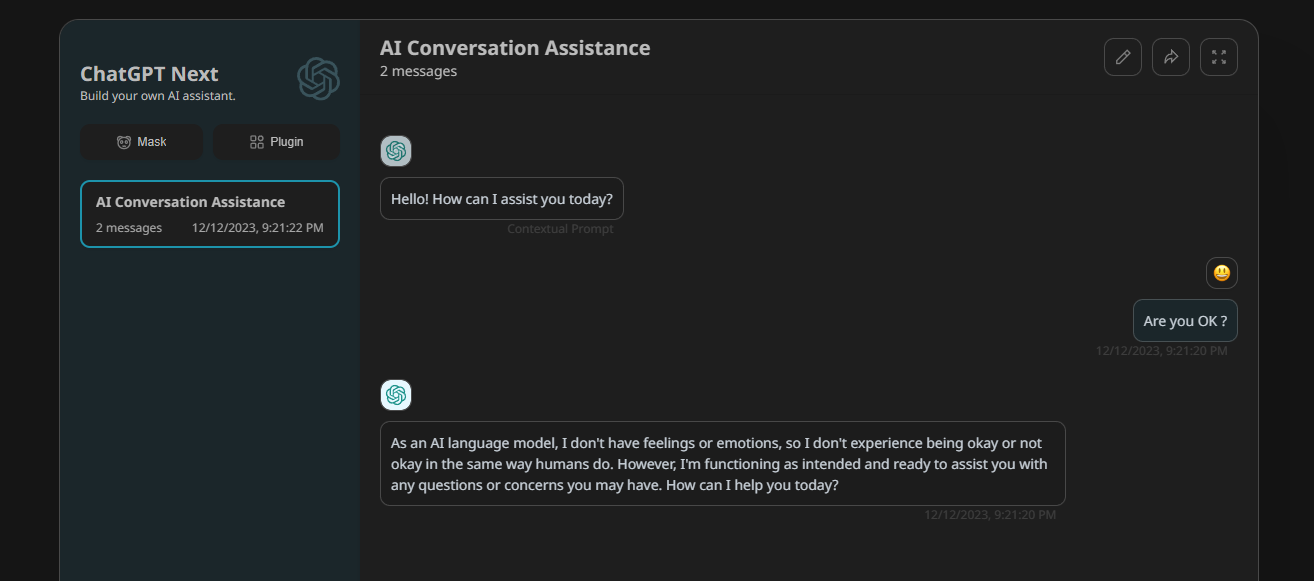 ChatGPT Next
Build your own AI assistant.
Mask
Plugin
AI Conversation Assistance
2 messages
12/12/2023, 9:21:22 PM
AI Conversation Assistance
2 messages
Hello! How can I assist you today?
Contextual Prompt
Are you OK ?
12/12/2023, 9:21:20 PM
As an AI language model, I don't have feelings or emotions, so I don't experience being okay or not
okay in the same way humans do. However, I'm functioning as intended and ready to assist you with
any questions or concerns you may have. How can I help you today?
12/12/2023, 9:21:20 PM